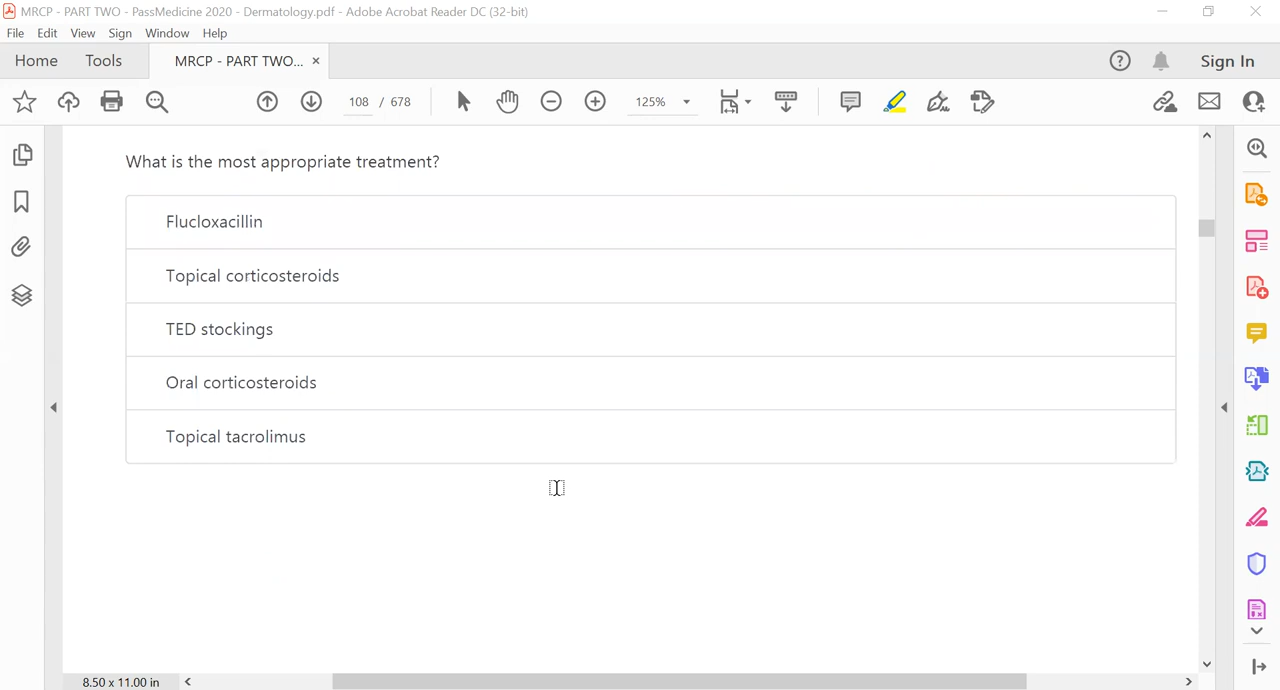 MRCP - PART TWO - PassMedicine 2020 - Dermatology.pdf - Adobe Acrobat Reader DC (32-bit)
File Edit View Sign Window Help
Home Tools MRCP - PART TWO... × Sign In
108 / 678 125%
What is the most appropriate treatment?
Flucloxacillin
Topical corticosteroids
TED stockings
Oral corticosteroids
Topical tacrolimus
8.50 x 11.00 in